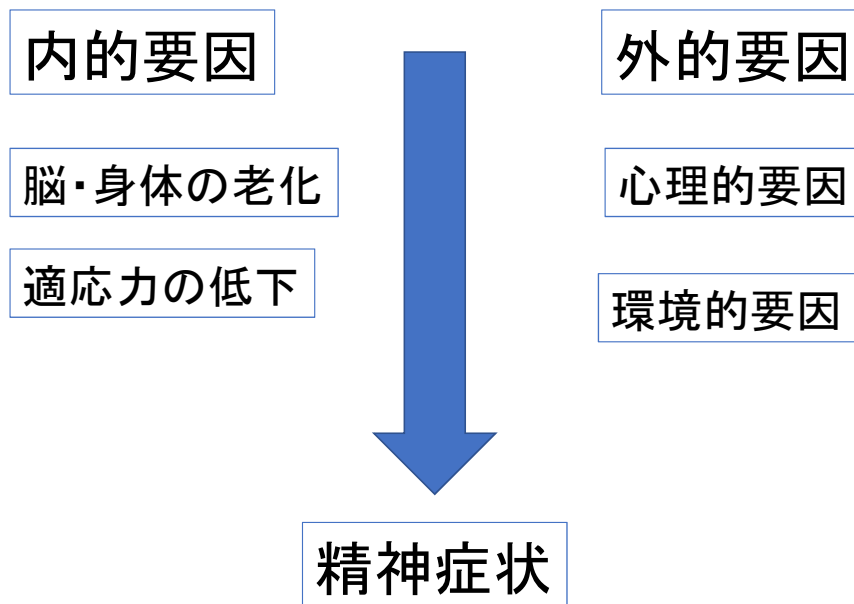 内的要因
外的要因
脳・身体の老化
心理的要因
適応力の低下
環境的要因
精神症状